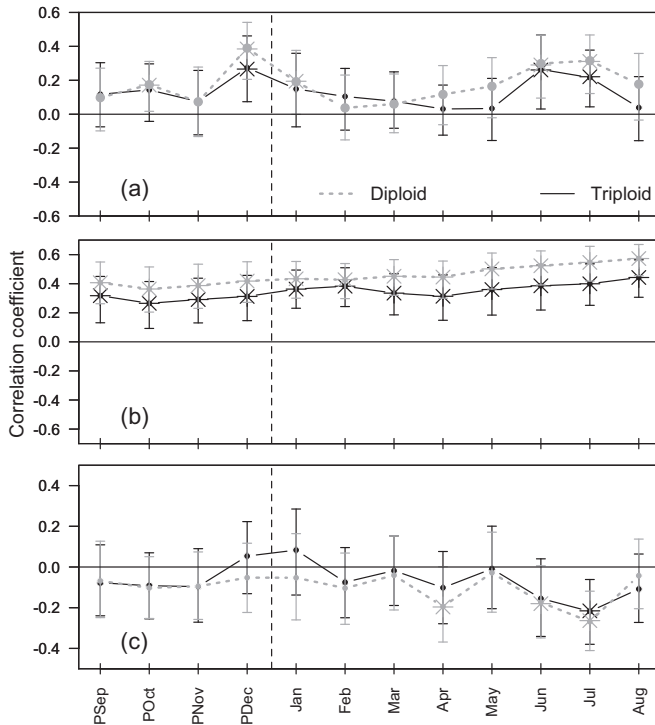 0.6
0.4
0.2
0.0
-0.2
-0.4
-0.6
(a)
Diploid
Triploid
Correlation coefficient
0.6
0.4
0.2
0.0
-0.2
-0.4
-0.6
(b)
0.4
0.2
0.0
-0.2
-0.4
(c)
PSep
POct
PNov
PDec
Jan
Feb
Mar
Apr
May
Jun
Jul
Aug